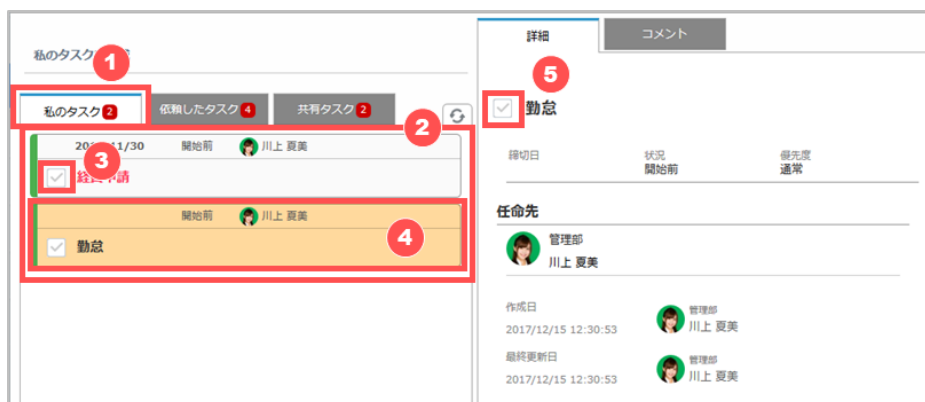 私のタスク
1
私のタスク 2
依頼したタスク 4
共有タスク 2
2
11/30 開始前 川上 夏美
3
開始前 川上 夏美
4
勤怠
詳細
コメント
5
勤怠
締切日 状況 優先度
開始前 通常
任命先
管理部
川上 夏美
作成日
2017/12/15 12:30:53
管理部
川上 夏美
最終更新日
2017/12/15 12:30:53
管理部
川上 夏美